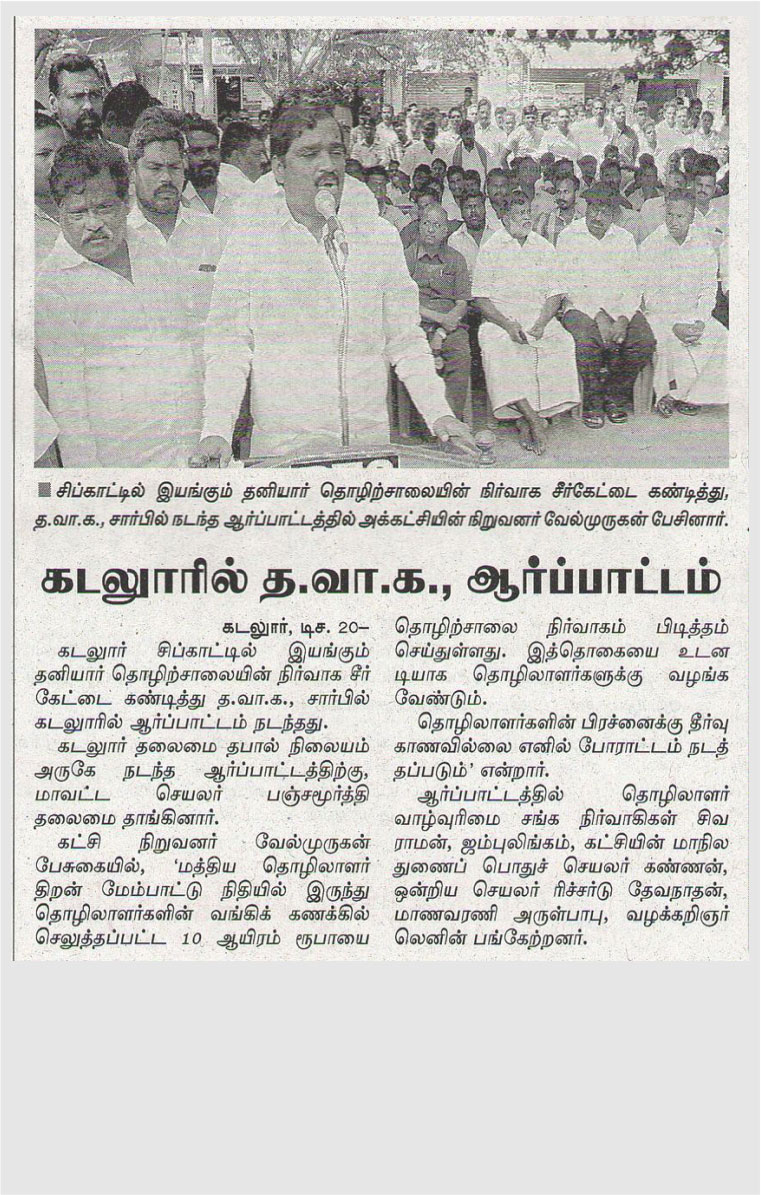 ■ சிப்காட்டில் இயங்கும் தனியார் தொழிற்சாலையின் நிர்வாக சீர்கேட்டை கண்டித்து,
த.வா.க., சார்பில் நடந்த ஆர்ப்பாட்டத்தில் அக்கட்சியின் நிறுவனர் வேல்முருகன் பேசினார்.
கடலூரில் த.வா.க., ஆர்ப்பாட்டம்
கடலூர், டிச. 20–
கடலூர் சிப்காட்டில் இயங்கும்
தனியார் தொழிற்சாலையின் நிர்வாக சீர்
கேட்டை கண்டித்து த.வா.க., சார்பில்
கடலூரில் ஆர்ப்பாட்டம் நடந்தது.
கடலூர் தலைமை தபால் நிலையம்
அருகே நடந்த ஆர்ப்பாட்டத்திற்கு,
மாவட்ட செயலர் பஞ்சமூர்த்தி
தலைமை தாங்கினார்.
கட்சி நிறுவனர் வேல்முருகன்
பேசுகையில், ‘மத்திய தொழிலாளர்
திறன் மேம்பாட்டு நிதியில் இருந்து
தொழிலாளர்களின் வங்கிக் கணக்கில்
செலுத்தப்பட்ட 10 ஆயிரம் ரூபாயை
தொழிற்சாலை நிர்வாகம் பிடித்தம்
செய்துள்ளது. இத்தொகையை உடன
டியாக தொழிலாளர்களுக்கு வழங்க
வேண்டும்.
தொழிலாளர்களின் பிரச்னைக்கு தீர்வு
காணவில்லை எனில் போராட்டம் நடத்
தப்படும்’ என்றார்.
ஆர்ப்பாட்டத்தில் தொழிலாளர்
வாழ்வுரிமை சங்க நிர்வாகிகள் சிவ
ராமன், ஜம்புலிங்கம், கட்சியின் மாநில
துணைப் பொதுச் செயலர் கண்ணன்,
ஒன்றிய செயலர் ரிச்சர்டு தேவநாதன்,
மாணவரணி அருள்பாபு, வழக்கறிஞர்
லெனின் பங்கேற்றனர்.